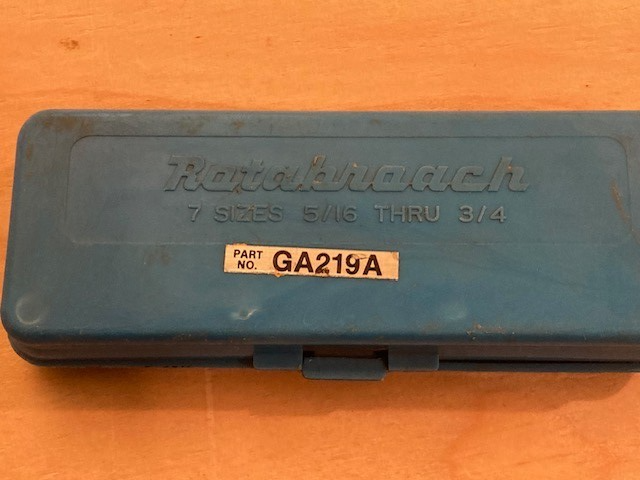 Rotabroach
7 SIZES 5/16 THRU 3/4
PART NO. GA219A